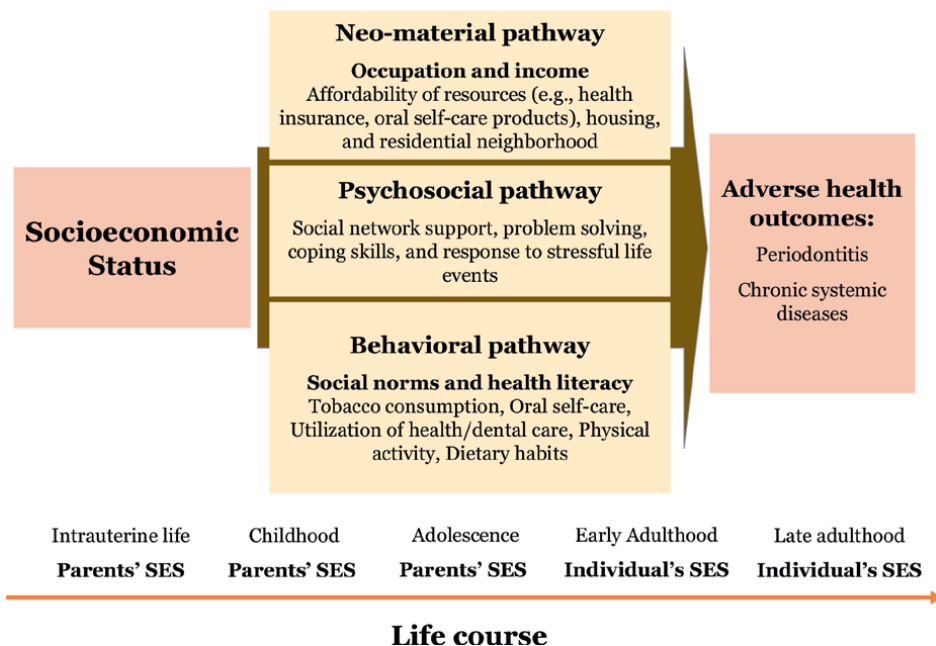 Neo-material pathway
Occupation and income
Affordability of resources (e.g., health
insurance, oral self-care products), housing,
and residential neighborhood
Socioeconomic
Status
Psychosocial pathway
Social network support, problem solving,
coping skills, and response to stressful life
events
Behavioral pathway
Social norms and health literacy
Tobacco consumption, Oral self-care,
Utilization of health/dental care, Physical
activity, Dietary habits
Adverse health
outcomes:
Periodontitis
Chronic systemic
diseases
Intrauterine life
Parents’ SES
Childhood
Parents’ SES
Adolescence
Parents’ SES
Early Adulthood
Individual’s SES
Late adulthood
Individual’s SES
Life course